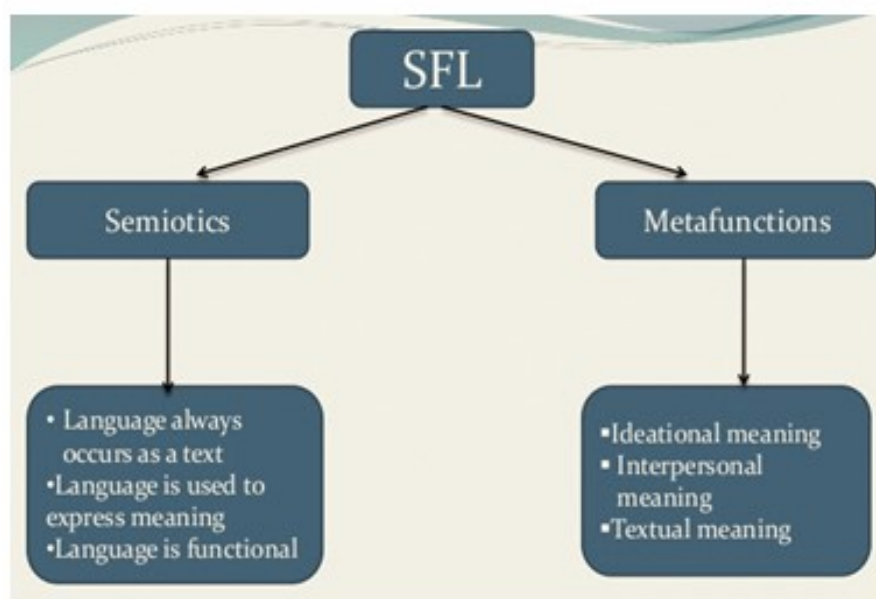 SFL
Semiotics
Metafunctions
• Language always
occurs as a text
•Language is used to
express meaning
•Language is functional
▪Ideational meaning
▪ Interpersonal
meaning
▪Textual meaning